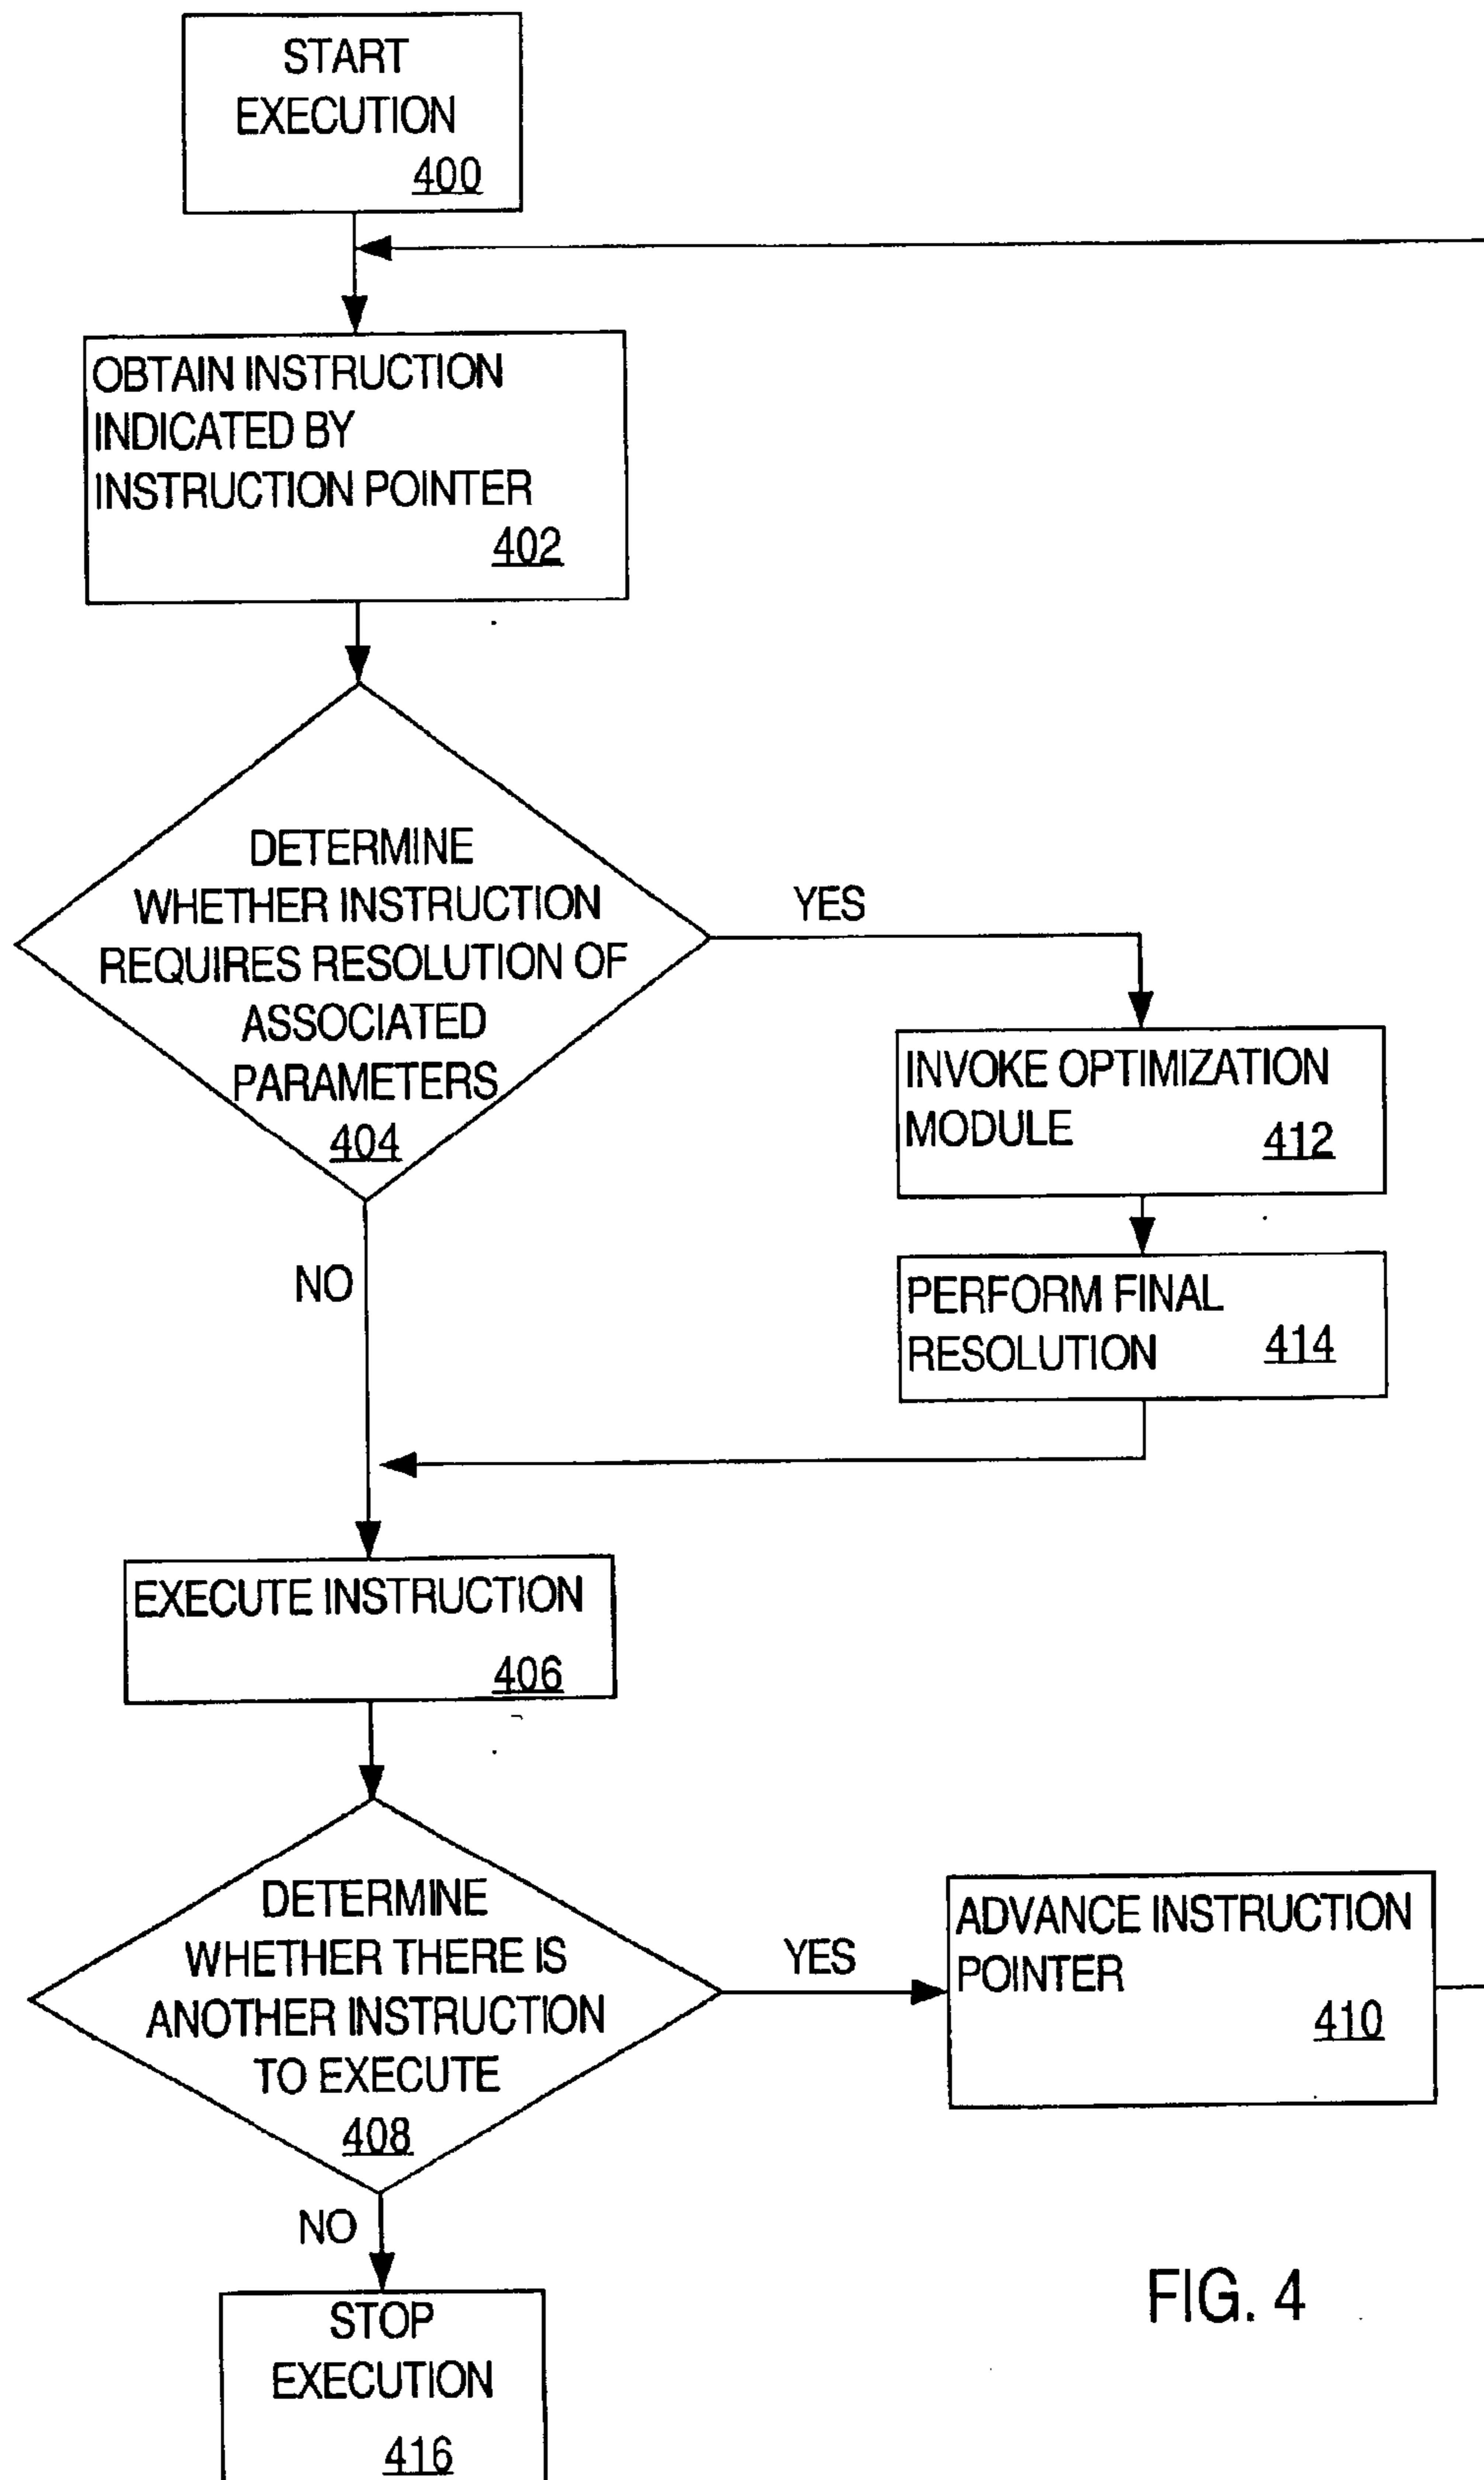 START
EXECUTION
400
OBTAIN INSTRUCTION
INDICATED BY
INSTRUCTION POINTER
402
DETERMINE
WHETHER INSTRUCTION
REQUIRES RESOLUTION OF
ASSOCIATED
PARAMETERS
404
YES
INVOKE OPTIMIZATION
MODULE 412
PERFORM FINAL
RESOLUTION 414
NO
EXECUTE INSTRUCTION
406
DETERMINE
WHETHER THERE IS
ANOTHER INSTRUCTION
TO EXECUTE
408
YES
ADVANCE INSTRUCTION
POINTER
410
NO
STOP
EXECUTION
416
FIG. 4